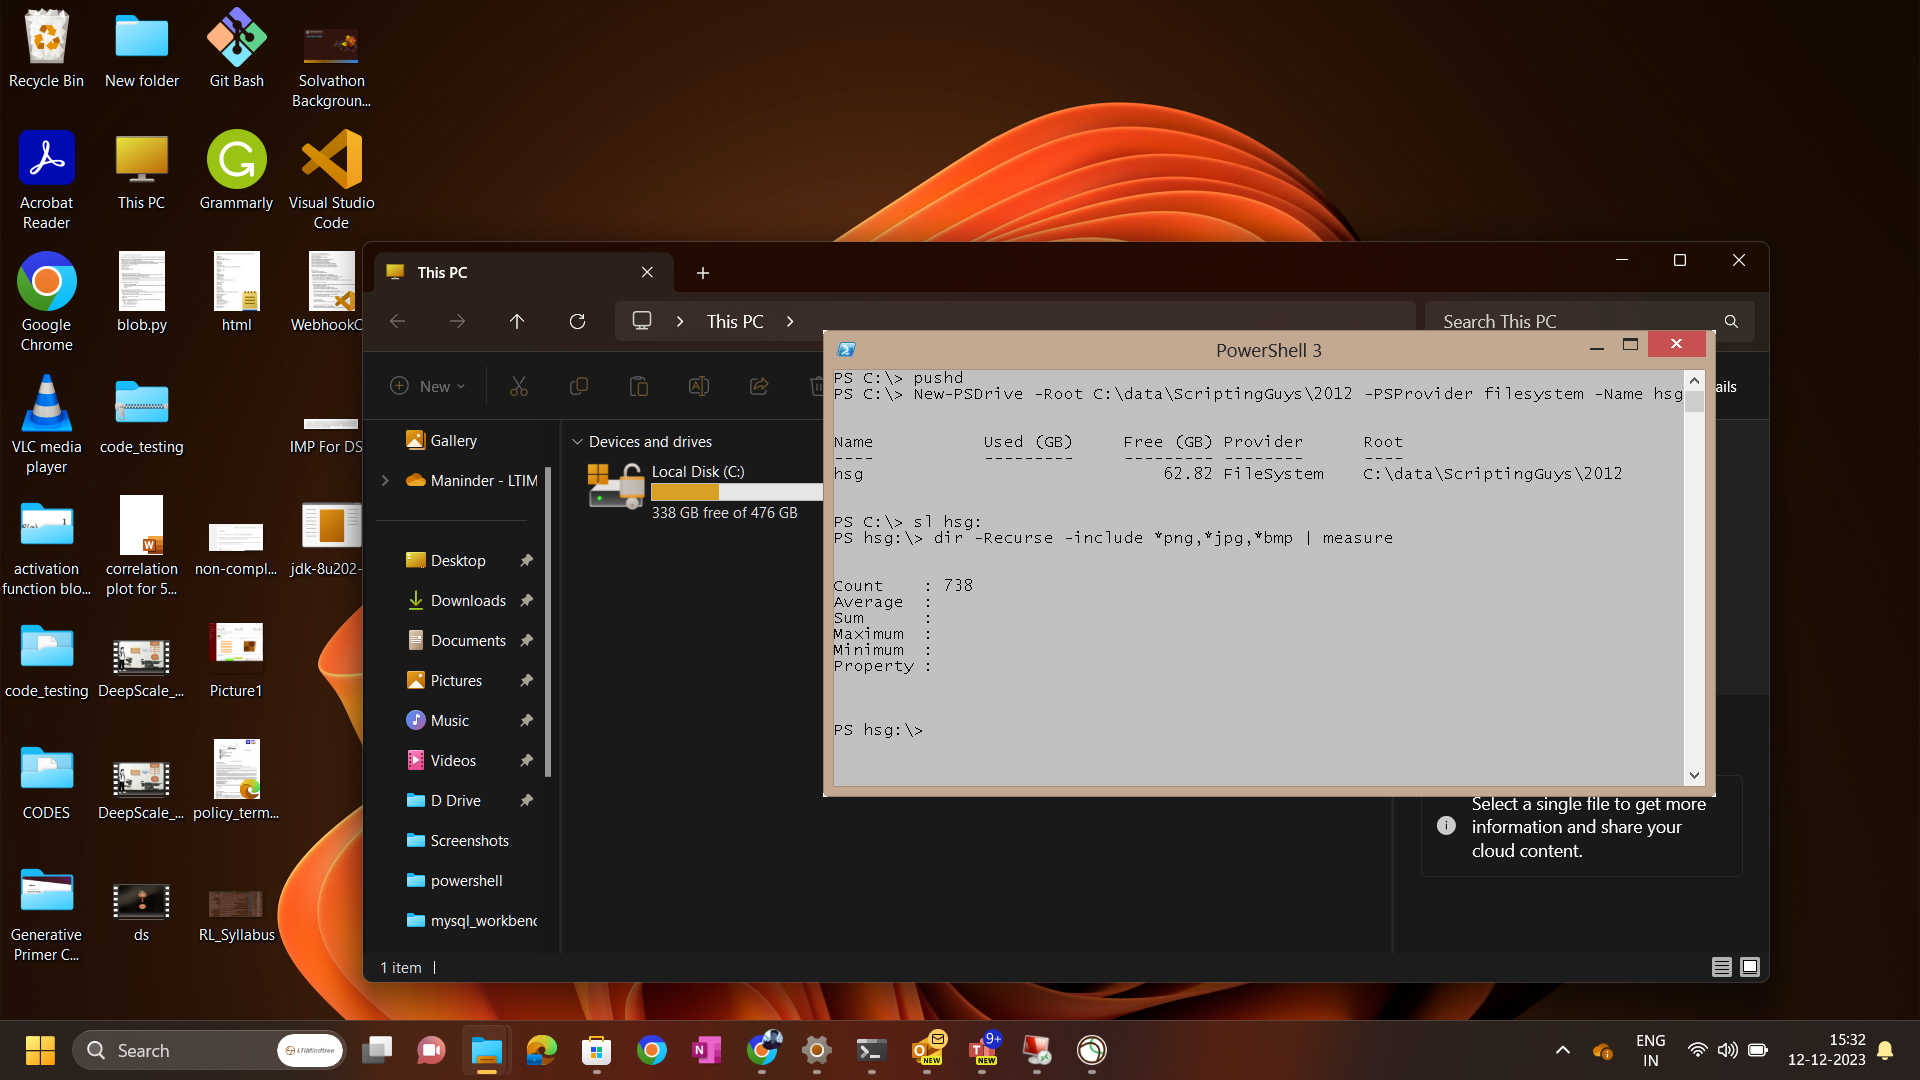 Recycle Bin
New folder
Git Bash
Solvathon
Backgroun...
Acrobat
Reader
This PC
Grammarly
Visual Studio
Code
Google
Chrome
blob.py
html
WebhookC
VLC media
player
code_testing
IMP For DS
activation
function blo...
correlation
plot for 5...
non-compl...
jdk-8u202-
code_testing
DeepScale_...
Picture1
CODES
DeepScale_...
policy_term...
Generative
Primer C...
ds
RL_Syllabus
This PC
This PC
Search This PC
New
ails
Gallery
Maninder - LTIM
Desktop
Downloads
Documents
Pictures
Music
Videos
D Drive
Screenshots
powershell
mysql_workbenc
Devices and drives
Local Disk (C:)
338 GB free of 476 GB
PowerShell 3
PS C:\> pushd
PS C:\> New-PSDrive -Root C:\data\ScriptingGuys\2012 -PSProvider filesystem -Name hsg
Name Used (GB) Free (GB) Provider Root
---- --------- --------- -------- ----
hsg 62.82 FileSystem C:\data\ScriptingGuys\2012
PS C:\> sl hsg:
PS hsg:\> dir -Recurse -include *png,*jpg,*bmp | measure
Count : 738
Average :
Sum :
Maximum :
Minimum :
Property :
PS hsg:\>
Select a single file to get more
information and share your
cloud content.
1 item
Search
LTIMindtree
NEW
9+
NEW
ENG
IN
15:32
12-12-2023